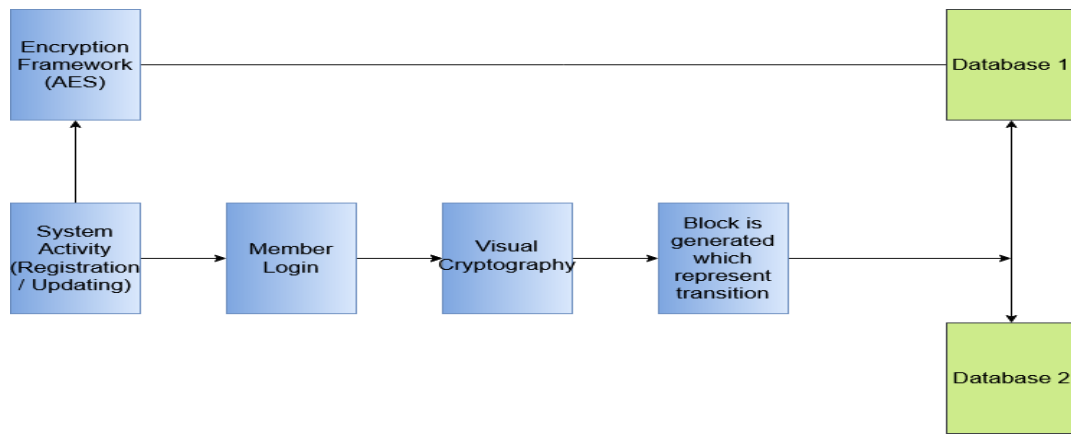 Encryption
Framework
(AES)
Database 1
System
Activity
(Registration
/ Updating)
Member
Login
Visual
Cryptography
Block is
generated
which
represent
transition
Database 2